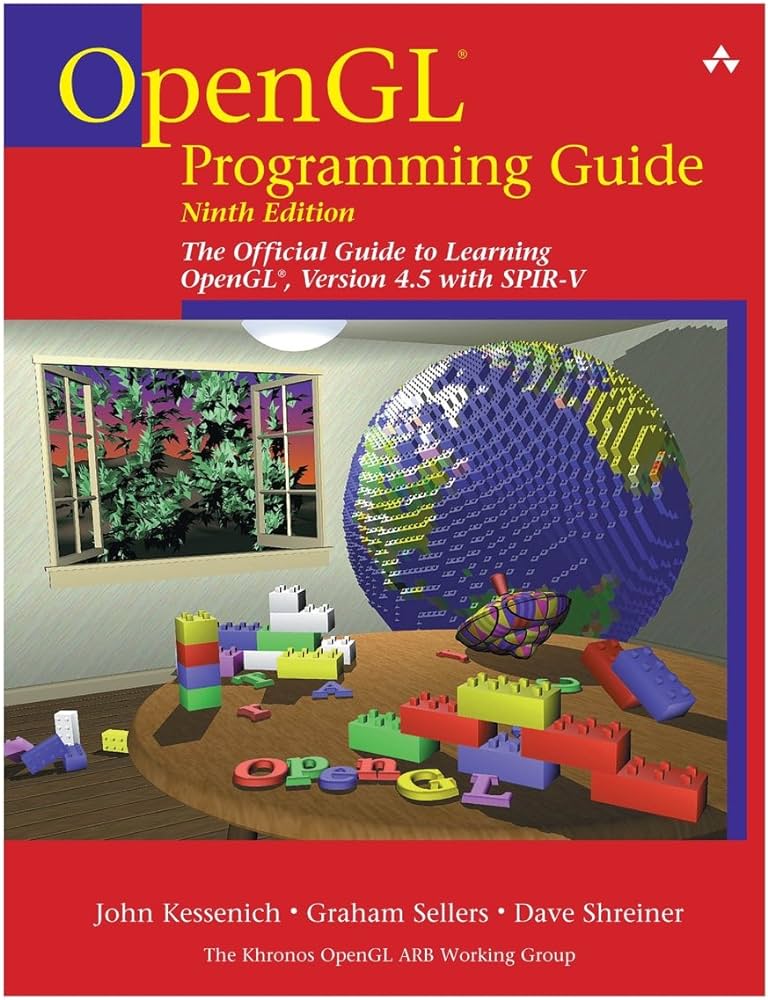 OpenGL®
Programming Guide
Ninth Edition
The Official Guide to Learning
OpenGL®, Version 4.5 with SPIR-V
OpenGL
John Kessenich • Graham Sellers • Dave Shreiner
The Khronos OpenGL ARB Working Group